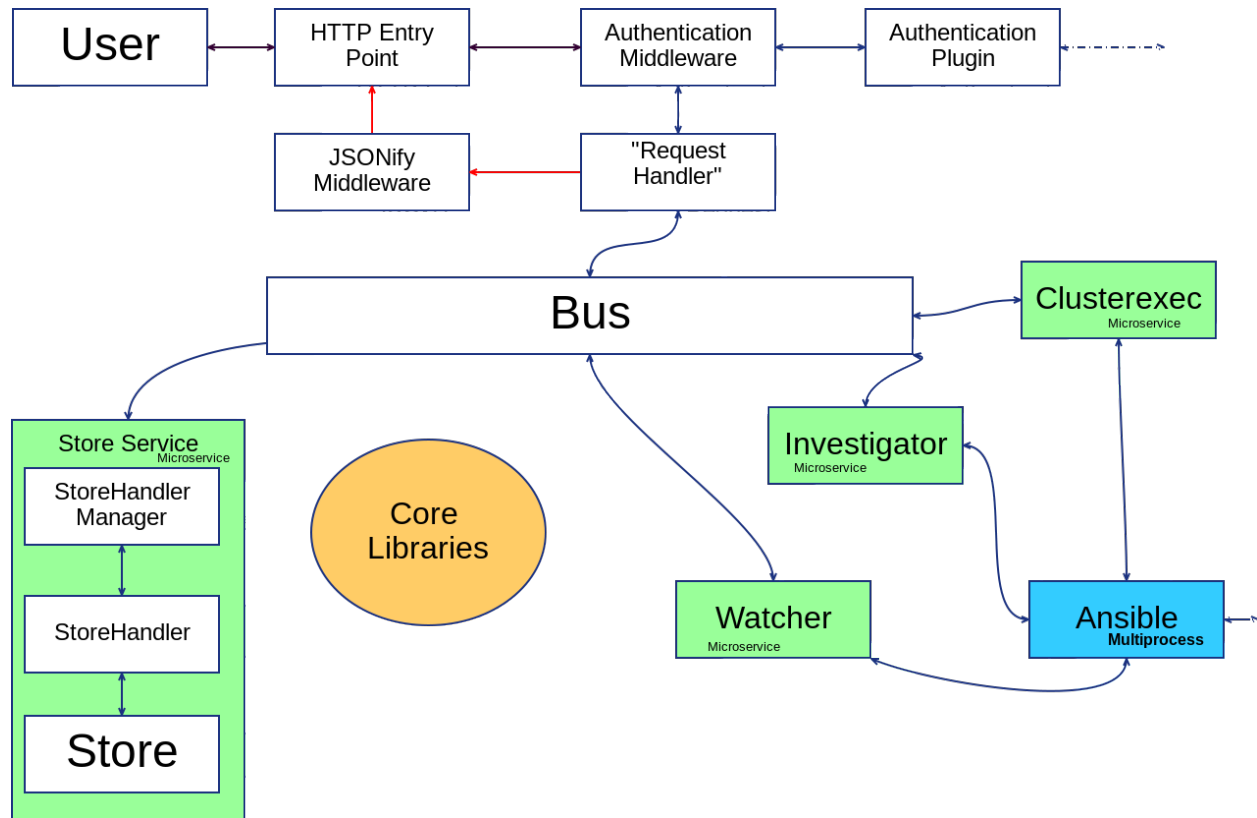 User
HTTP Entry
Point
Authentication
Middleware
Authentication
Plugin
JSONify
Middleware
"Request
Handler"
Bus
Clusterexec
Microservice
Store Service
Microservice
StoreHandler
Manager
StoreHandler
Store
Core
Libraries
Investigator
Microservice
Watcher
Microservice
Ansible
Multiprocess